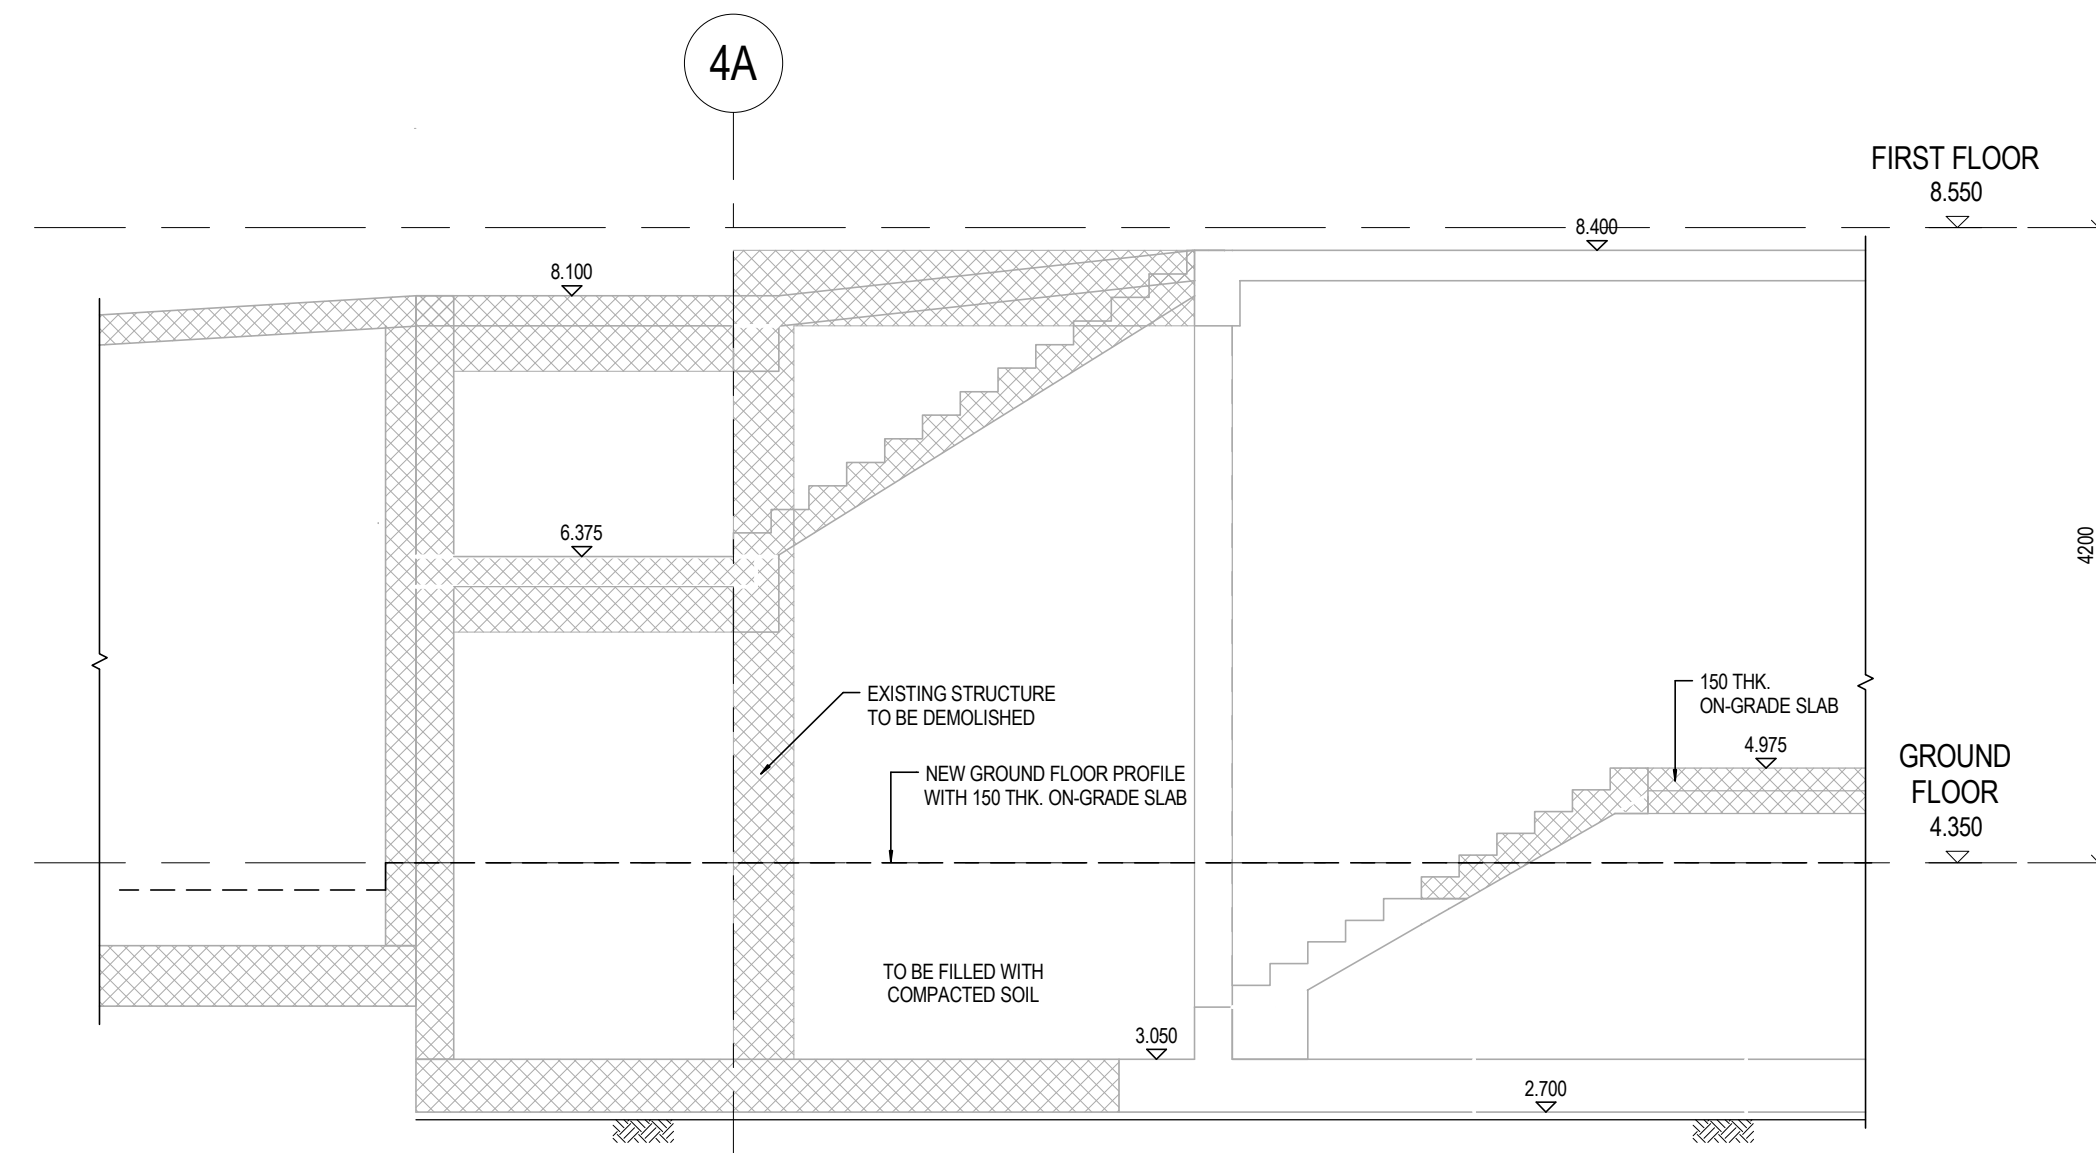 4A
FIRST FLOOR
8.550
8.400
8.100
6.375
4200
EXISTING STRUCTURE
TO BE DEMOLISHED
150 THK.
ON-GRADE SLAB
4.975
NEW GROUND FLOOR PROFILE
WITH 150 THK. ON-GRADE SLAB
GROUND
FLOOR
4.350
TO BE FILLED WITH
COMPACTED SOIL
3.050
2.700